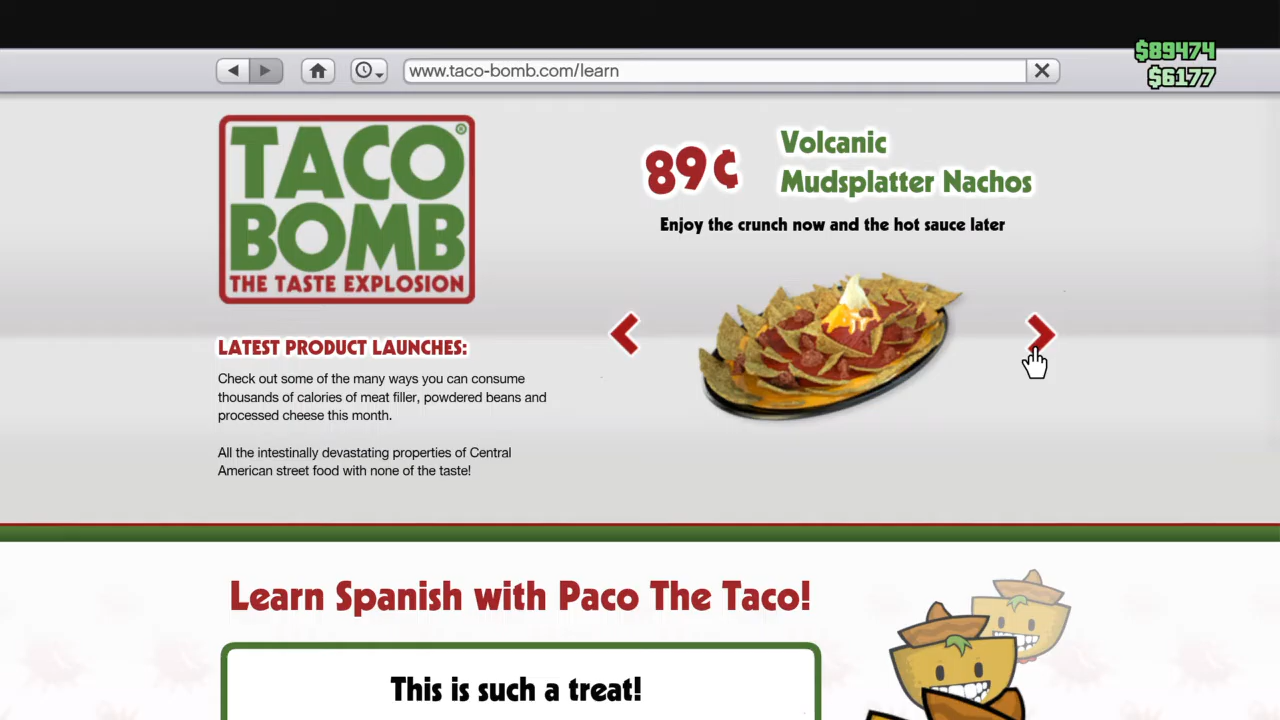 $89474
www.taco-bomb.com/learn
$6177
TACO
BOMB®
THE TASTE EXPLOSION
89¢
Volcanic
Mudsplatter Nachos
Enjoy the crunch now and the hot sauce later
LATEST PRODUCT LAUNCHES:
Check out some of the many ways you can consume
thousands of calories of meat filler, powdered beans and
processed cheese this month.
All the intestinally devastating properties of Central
American street food with none of the taste!
Learn Spanish with Paco The Taco!
This is such a treat!